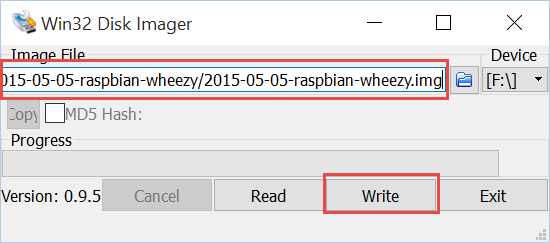 Win32 Disk Imager
Image File
Device
015-05-05-raspbian-wheezy/2015-05-05-raspbian-wheezy.img
[F:\]
Copy
MD5 Hash:
Progress
Version: 0.9.5
Cancel
Read
Write
Exit